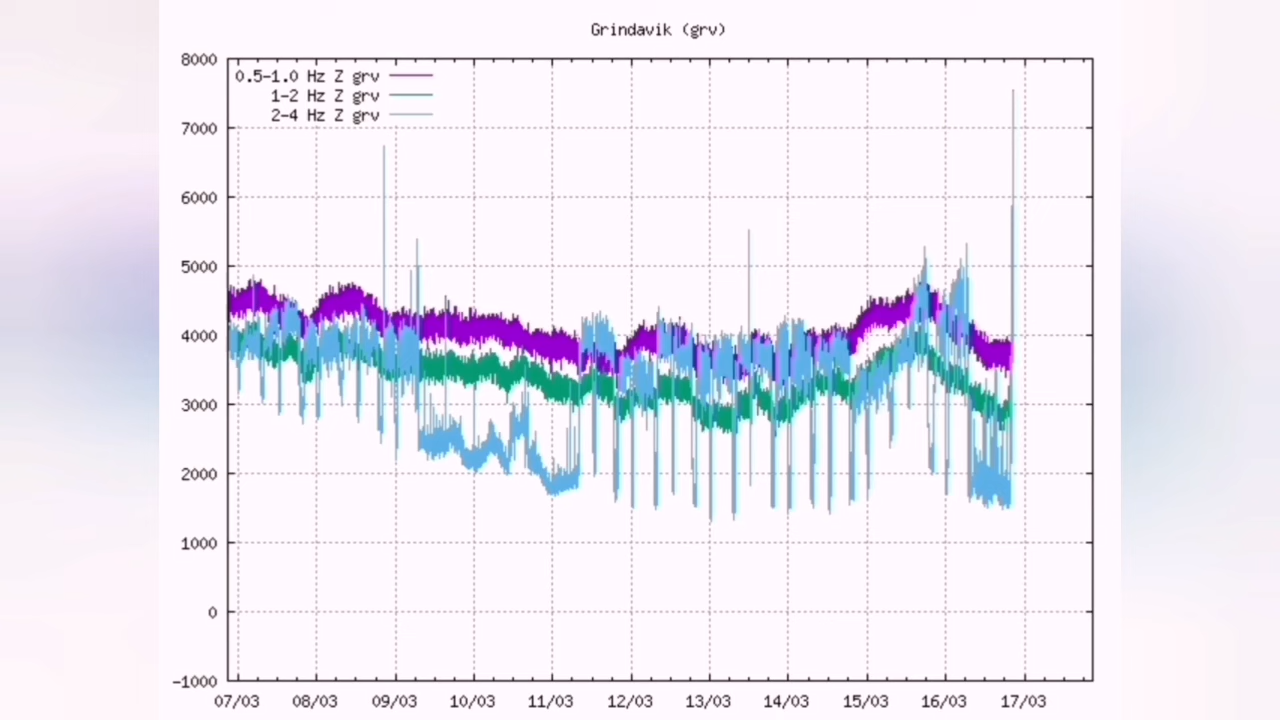 Grindavik (grv)
8000
0.5-1.0 Hz Z grv
1-2 Hz Z grv
2-4 Hz Z grv
7000
6000
5000
4000
3000
2000
1000
0
-1000
07/03 08/03 09/03 10/03 11/03 12/03 13/03 14/03 15/03 16/03 17/03